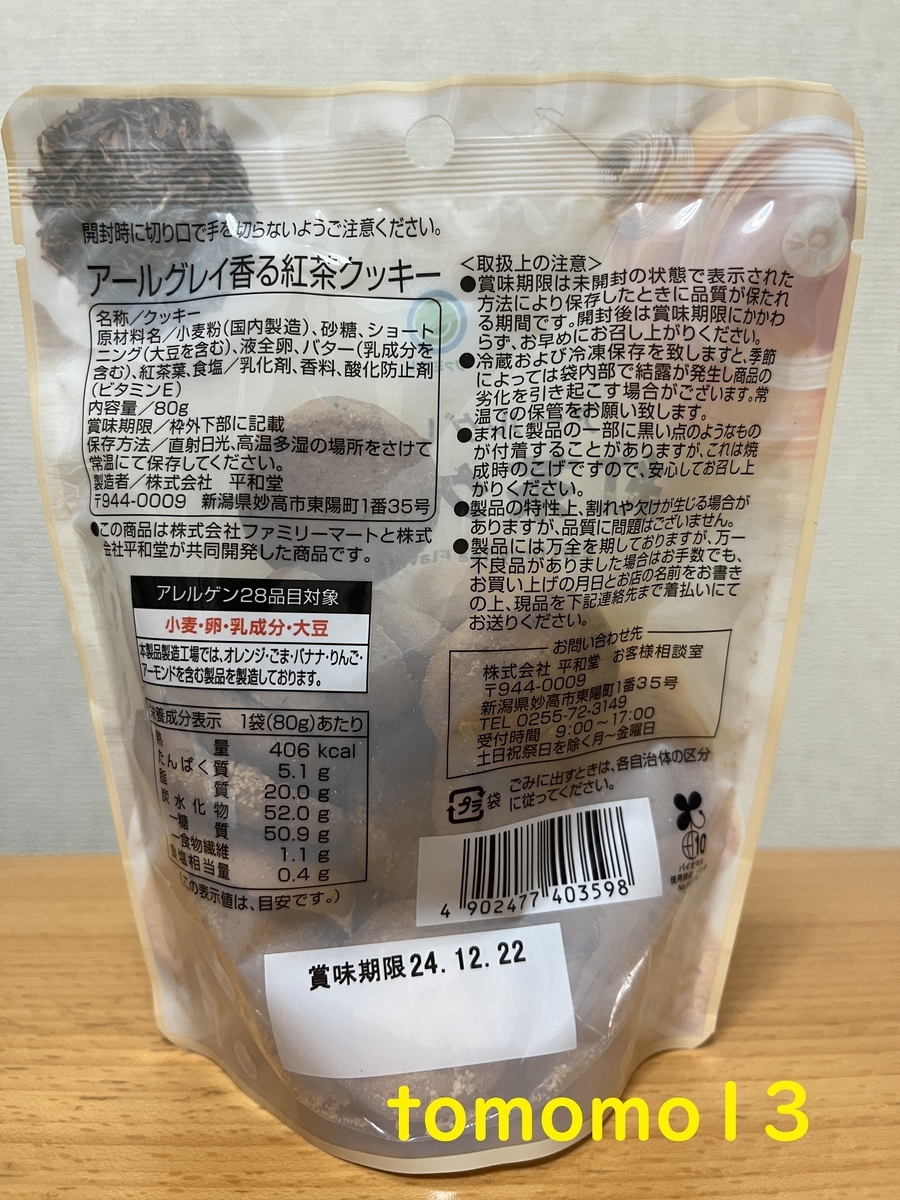 開封時に切り口で手を切らないようご注意ください。
アールグレイ香る紅茶クッキー
名称／クッキー
原材料名／小麦粉(国内製造)、砂糖、ショート
ニング(大豆を含む)、液全卵、バター(乳成分を
含む)、紅茶葉、食塩／乳化剤、香料、酸化防止剤
(ビタミンE)
内容量／80g
賞味期限／枠外下部に記載
保存方法／直射日光、高温多湿の場所をさけて
常温にて保存してください。
製造者／株式会社 平和堂
〒944-0009 新潟県妙高市東陽町1番35号
●この商品は株式会社ファミリーマートと株式
会社平和堂が共同開発した商品です。
アレルゲン28品目対象
小麦・卵・乳成分・大豆
本製品製造工場では、オレンジ・ごま・バナナ・りんご・
アーモンドを含む製品を製造しております。
栄養成分表示 1袋(80g)あたり
熱量 406 kcal
たんぱく質 5.1 g
脂質 20.0 g
炭水化物 52.0 g
―糖質 50.9 g
―食物繊維 1.1 g
食塩相当量 0.4 g
(この表示値は、目安です。)
＜取扱上の注意＞
●賞味期限は未開封の状態で表示された
方法により保存したときに品質が保たれ
る期間です。開封後は賞味期限にかかわ
らず、お早めにお召し上がりください。
●冷蔵および冷凍保存を致しますと、季節
によっては袋内部で結露が発生し商品の
劣化を引き起こす場合がございます。常
温での保管をお願い致します。
●まれに製品の一部に黒い点のようなもの
が付着することがありますが、これは焼
成時のこげですので、安心してお召し上
がりください。
●製品の特性上、割れや欠けが生じる場合が
ありますが、品質に問題はございません。
●製品には万全を期しておりますが、万一
不良品がありました場合はお手数でも、
お買い上げの月日とお店の名前をお書き
の上、現品を下記連絡先まで着払いにて
お送りください。
お問い合わせ先
株式会社 平和堂 お客様相談室
〒944-0009
新潟県妙高市東陽町1番35号
TEL 0255-72-3149
受付時間 9:00～17:00
土日祝祭日を除く月～金曜日
プラ 袋
ごみに出すときは、各自治体の区分
に従ってください。
10
4 902477 403598
賞味期限24.12.22
tomomo13